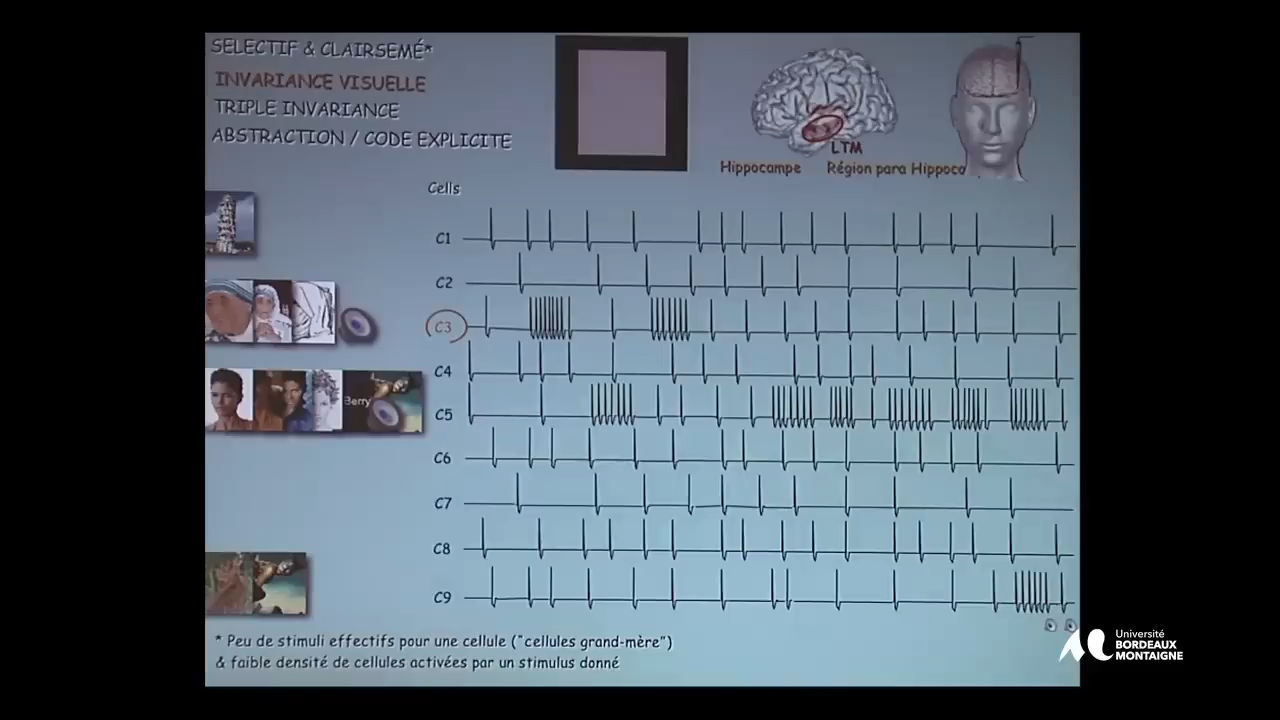 SELECTIF & CLAIRSEMÉ*
INVARIANCE VISUELLE
TRIPLE INVARIANCE
ABSTRACTION / CODE EXPLICITE
LTM
Hippocampe
Région para Hippoco
Cells
C1
C2
C3
C4
Berry
C5
C6
C7
C8
C9
* Peu de stimuli effectifs pour une cellule ("cellules grand-mère")
& faible densité de cellules activées par un stimulus donné
Université
BORDEAUX
MONTAIGNE